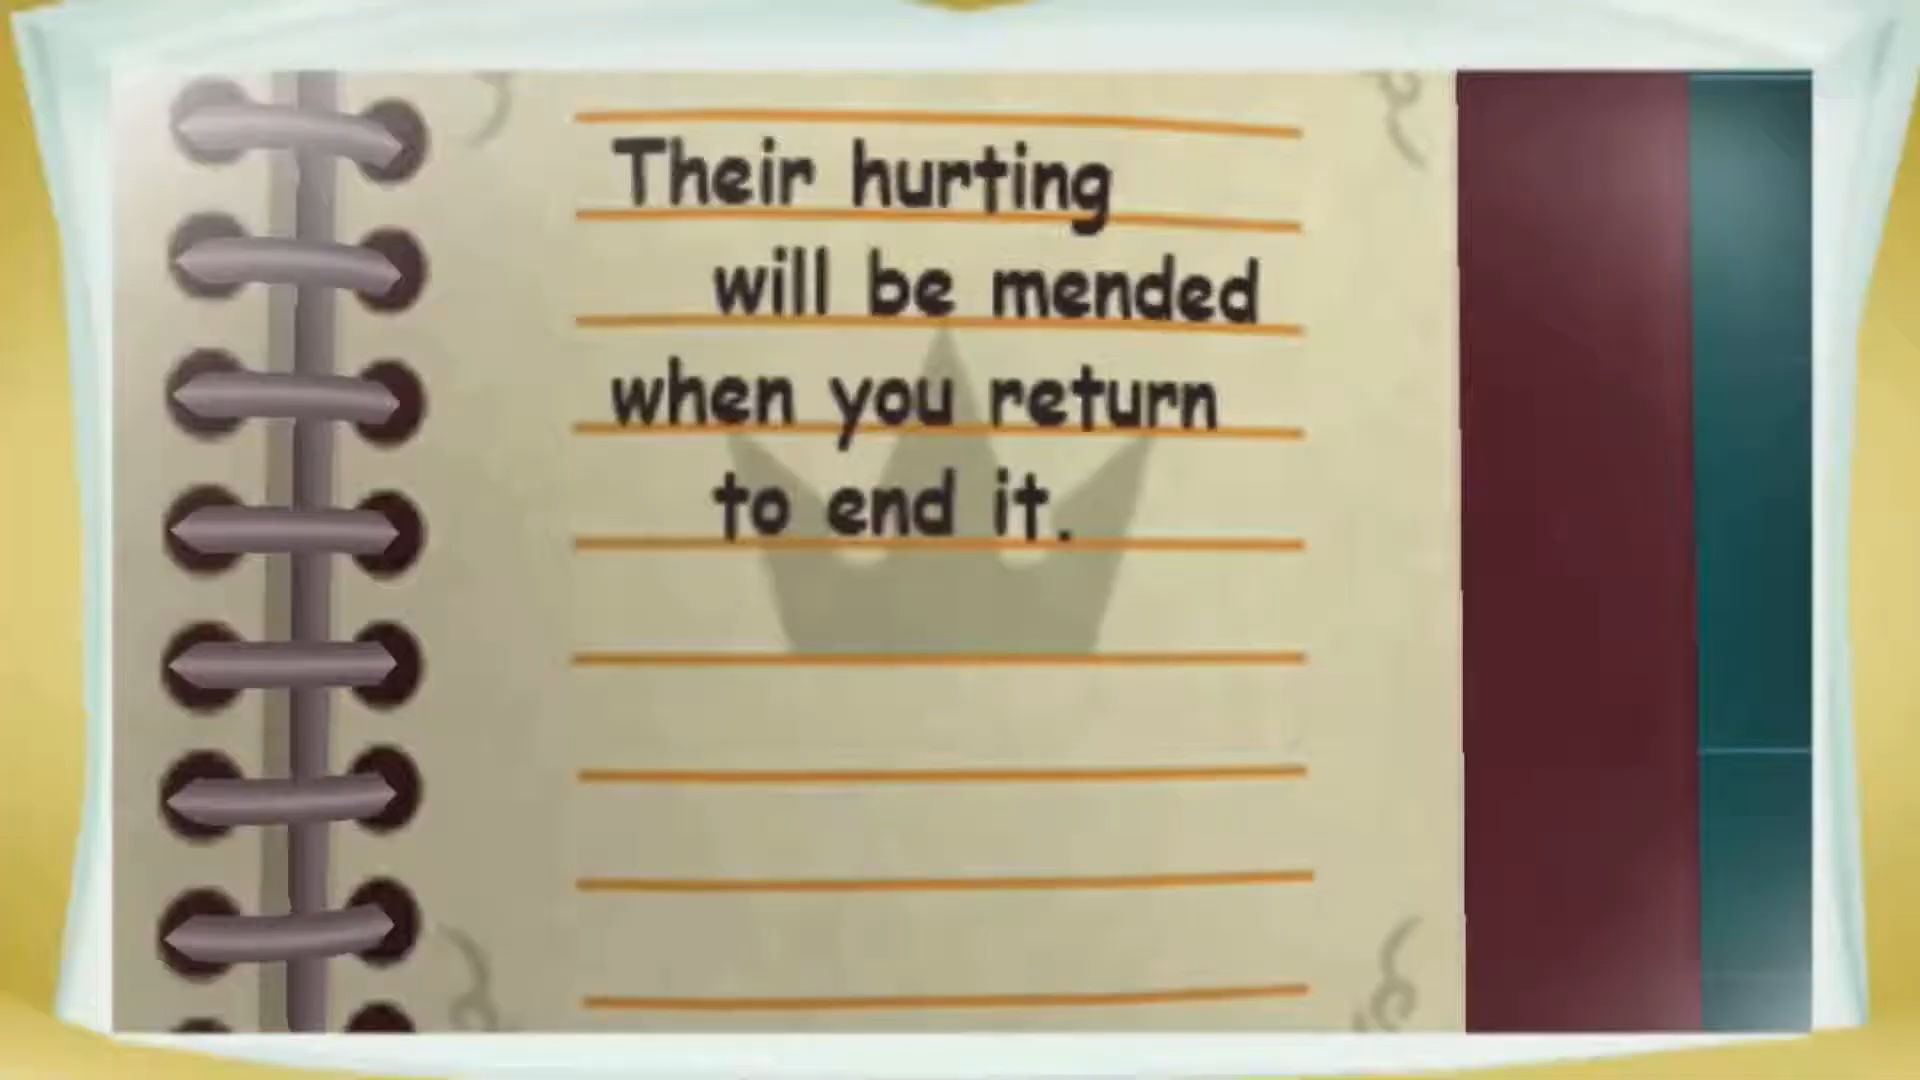 Their hurting
will be mended
when you return
to end it.